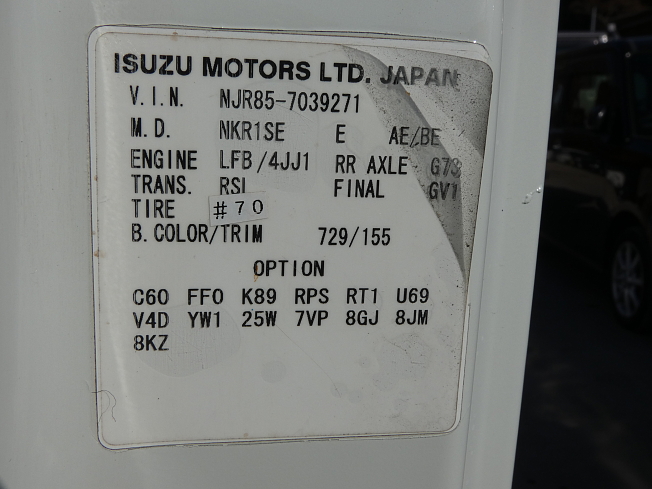 ISUZU MOTORS LTD. JAPAN
V.I.N. NJR85-7039271
M.D. NKR1SE E AE/BE
ENGINE LFB/4JJ1 RR AXLE G73
TRANS. RSL FINAL GV1
TIRE #70
B.COLOR/TRIM 729/155
OPTION
C60 FF0 K89 RPS RT1 U69
V4D YW1 25W 7VP 8GJ 8JM
8KZ